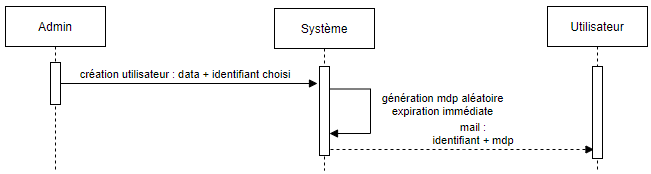 Admin
Système
Utilisateur
création utilisateur : data + identifiant choisi
génération mdp aléatoire
expiration immédiate
mail :
identifiant + mdp